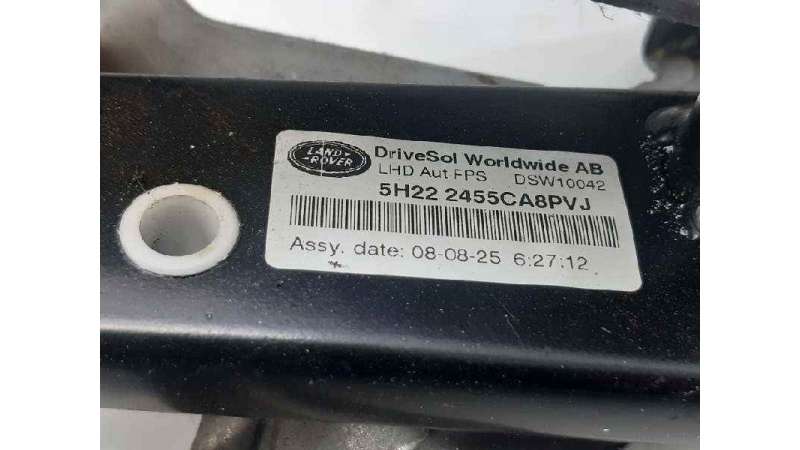 LAND
ROVER
DriveSol Worldwide AB
LHD Aut FPS DSW10042
5H22 2455CA8PVJ
Assy. date: 08-08-25 6:27:12
*